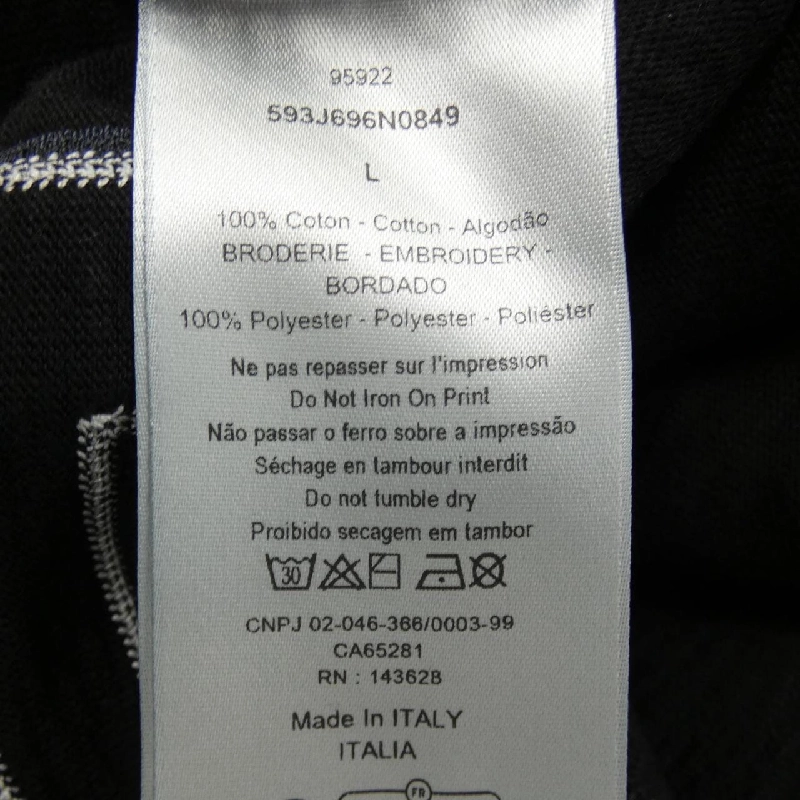 95922
593J696N0849
L
100% Coton - Cotton - Algodão
BRODERIE - EMBROIDERY -
BORDADO
100% Polyester - Polyester - Poliéster
Ne pas repasser sur l'impression
Do Not Iron On Print
Não passar o ferro sobre a impressão
Séchage en tambour interdit
Do not tumble dry
Proibido secagem em tambor
30
CNPJ 02-046-366/0003-99
CA65281
RN : 143628
Made In ITALY
ITALIA
FR